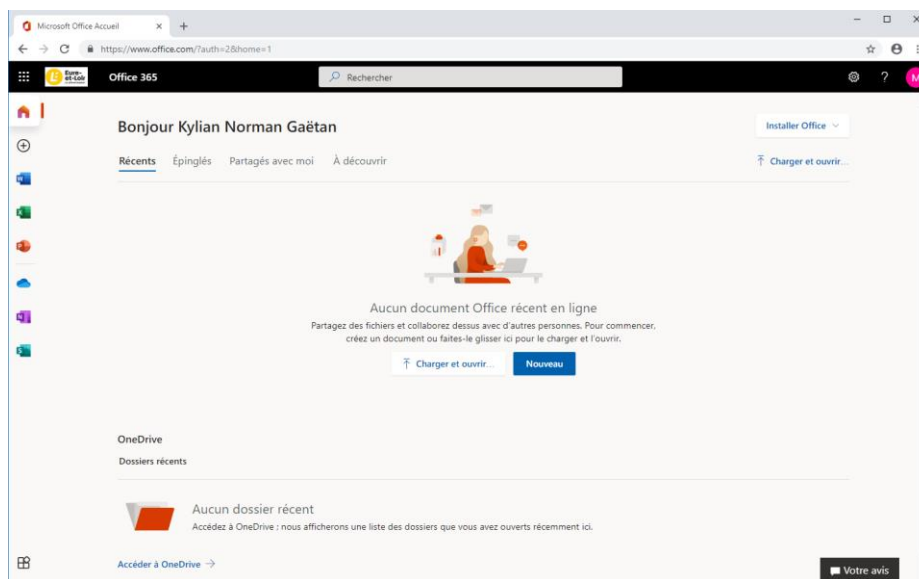 Microsoft Office Accueil
https://www.office.com/?auth=2&home=1
Eure-et-Loir
Office 365
Rechercher
?
M
Bonjour Kylian Norman Gaëtan
Installer Office
Récents Épinglés Partagés avec moi À découvrir
Charger et ouvrir...
Aucun document Office récent en ligne
Partagez des fichiers et collaborez dessus avec d'autres personnes. Pour commencer,
créez un document ou faites-le glisser ici pour le charger et l'ouvrir.
Charger et ouvrir... Nouveau
OneDrive
Dossiers récents
Aucun dossier récent
Accédez à OneDrive ; nous afficherons une liste des dossiers que vous avez ouverts récemment ici.
Accéder à OneDrive →
Votre avis